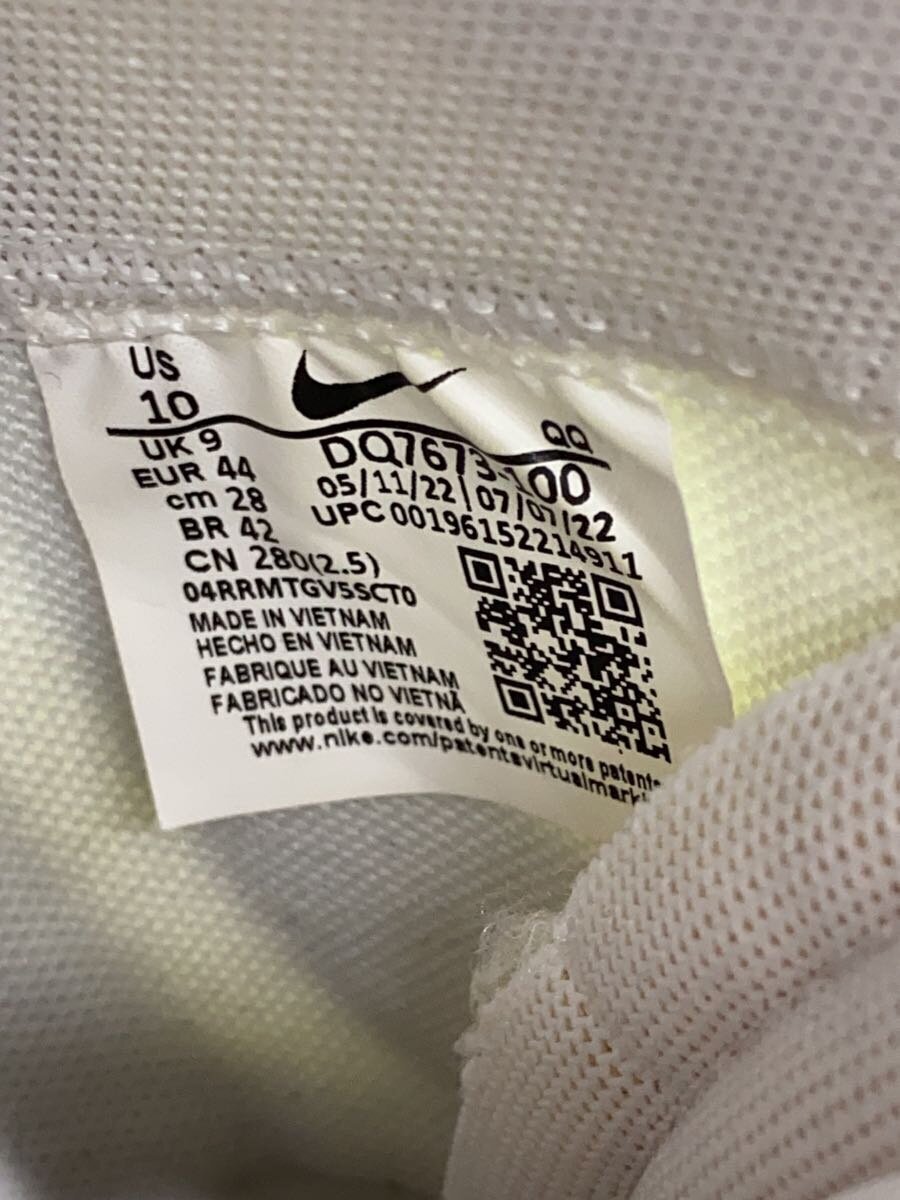 US
10
UK 9
EUR 44
cm 28
BR 42
CN 280(2.5)
04RRMTGV5SCT0
MADE IN VIETNAM
HECHO EN VIETNAM
FABRIQUE AU VIETNAM
FABRICADO NO VIETNÃ
QQ
DQ7673-100
05/11/22 | 07/07/22
UPC 00196152214911
This product is covered by one or more patents
www.nike.com/patentsvirtualmark